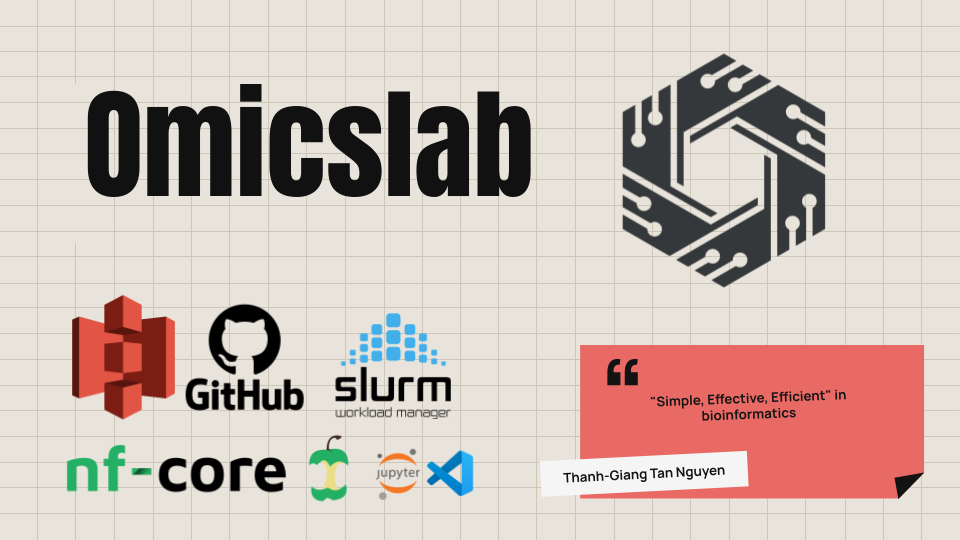 Omicslab
GitHub
slurm
workload manager
nf-core
jupyter
"Simple, Effective, Efficient" in
bioinformatics
Thanh-Giang Tan Nguyen